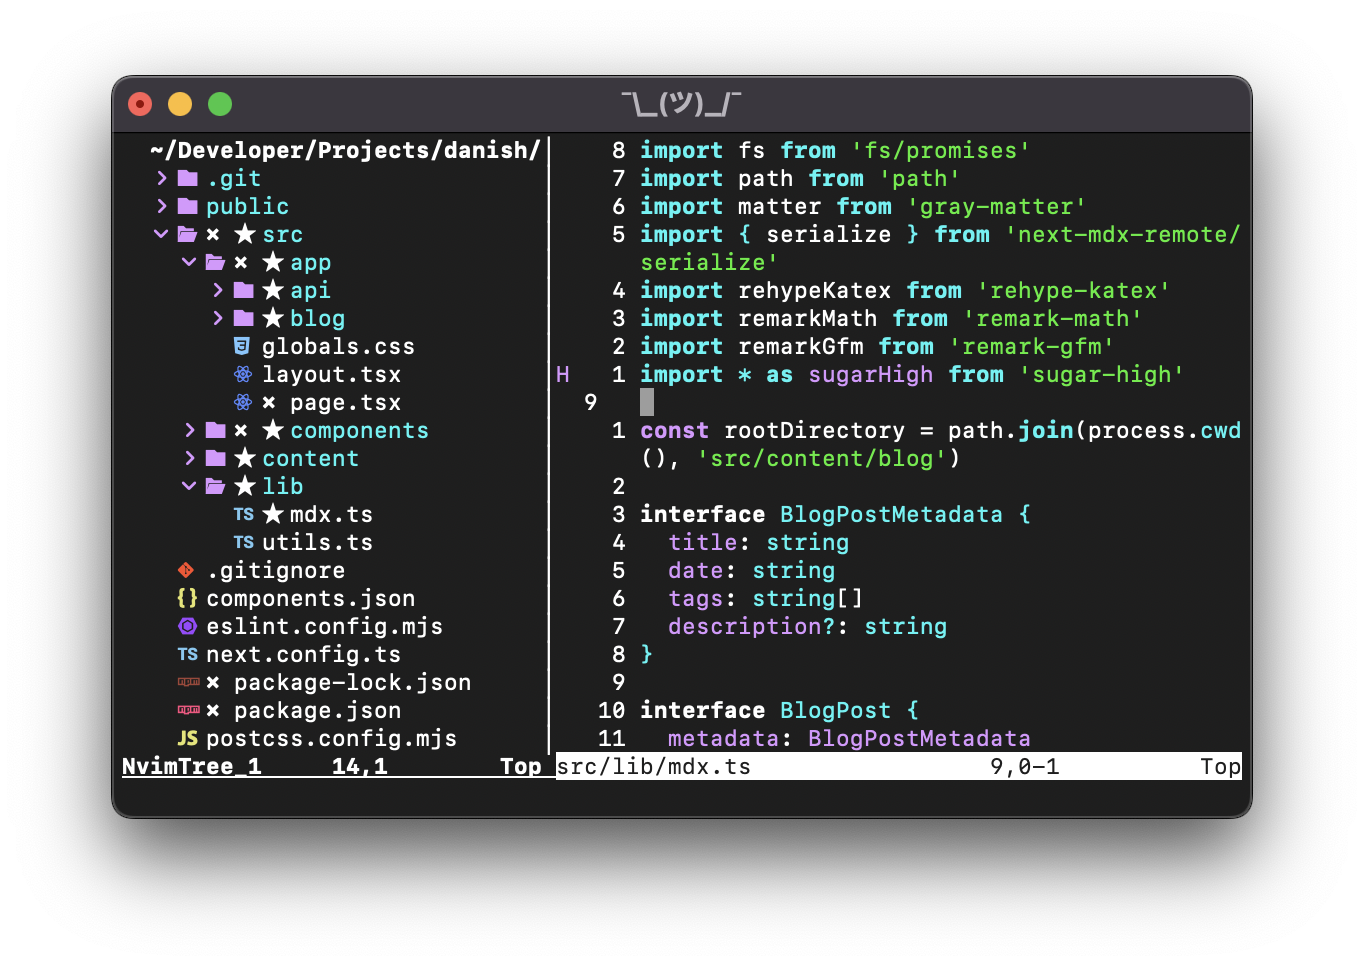 ¯\_(ツ)_/¯
~/Developer/Projects/danish/
.git
public
× ★ src
× ★ app
★ api
★ blog
globals.css
layout.tsx
× page.tsx
× ★ components
★ content
★ lib
TS ★ mdx.ts
TS utils.ts
.gitignore
{} components.json
eslint.config.mjs
TS next.config.ts
npm × package-lock.json
npm × package.json
JS postcss.config.mjs
NvimTree_1 14,1 Top
8 import fs from 'fs/promises'
7 import path from 'path'
6 import matter from 'gray-matter'
5 import { serialize } from 'next-mdx-remote/
serialize'
4 import rehypeKatex from 'rehype-katex'
3 import remarkMath from 'remark-math'
2 import remarkGfm from 'remark-gfm'
H 1 import * as sugarHigh from 'sugar-high'
9
1 const rootDirectory = path.join(process.cwd
(), 'src/content/blog')
2
3 interface BlogPostMetadata {
4   title: string
5   date: string
6   tags: string[]
7   description?: string
8 }
9
10 interface BlogPost {
11   metadata: BlogPostMetadata
src/lib/mdx.ts 9,0-1 Top